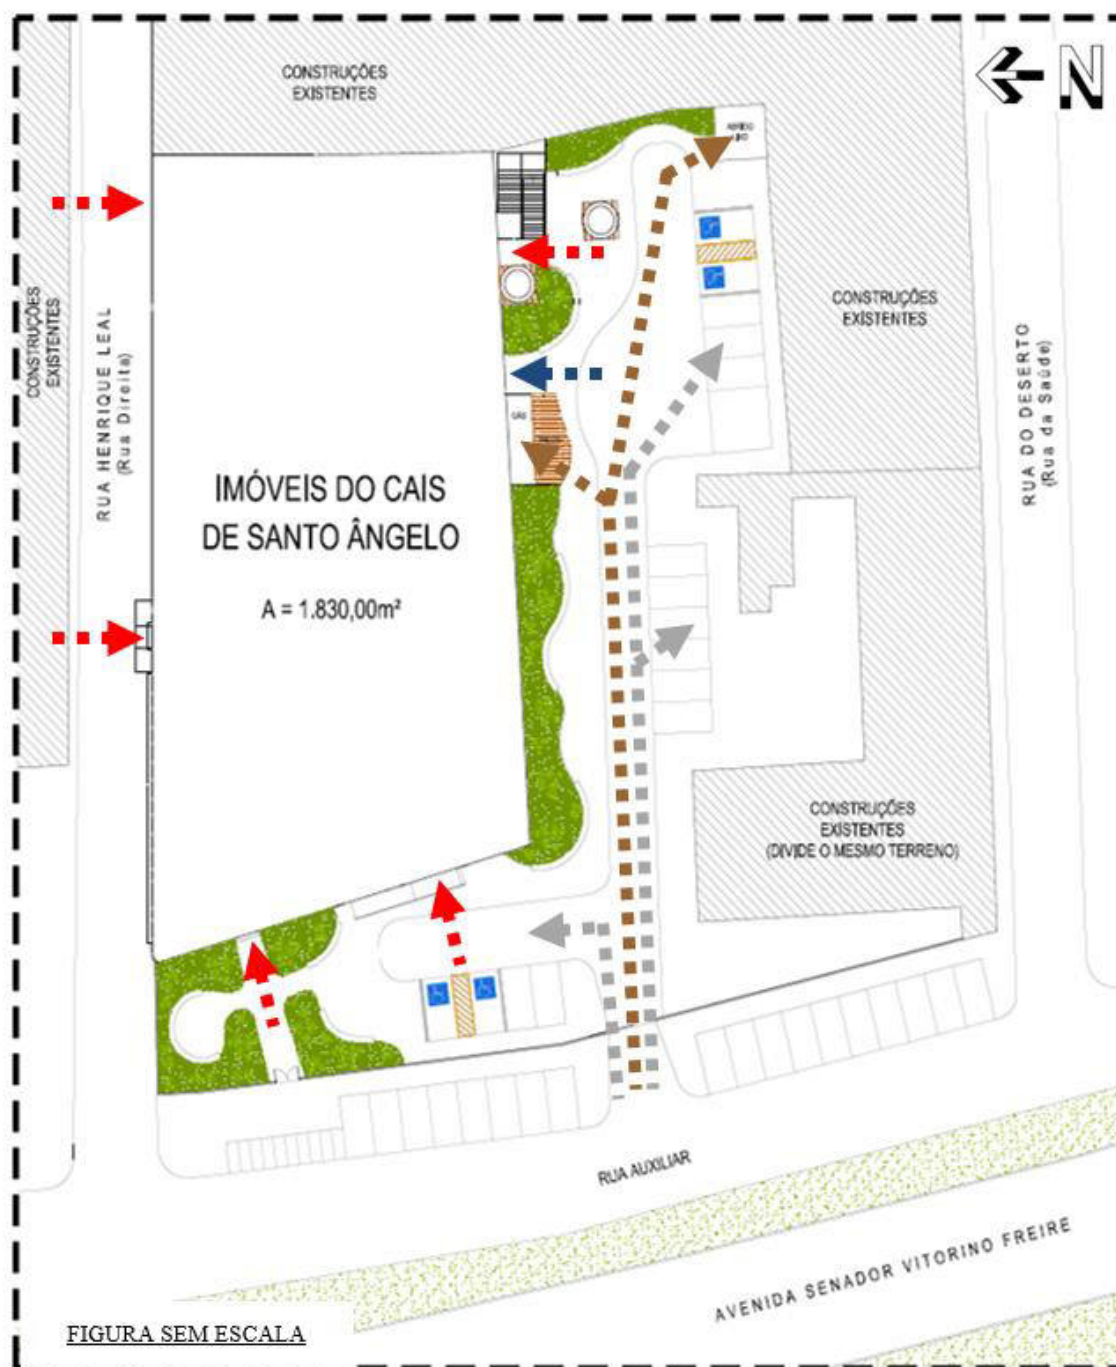 CONSTRUÇÕES
EXISTENTES
N
CONSTRUÇÕES
EXISTENTES
RUA HENRIQUE LEAL
(Rua Direita)
CONSTRUÇÕES
EXISTENTES
RUA DO DESERTO
(Rua da Saúde)
GÁS
IMÓVEIS DO CAIS
DE SANTO ÂNGELO
A = 1.830,00m²
CONSTRUÇÕES
EXISTENTES
(DIVIDE O MESMO TERRENO)
RUA AUXILIAR
AVENIDA SENADOR VITORINO FREIRE
FIGURA SEM ESCALA